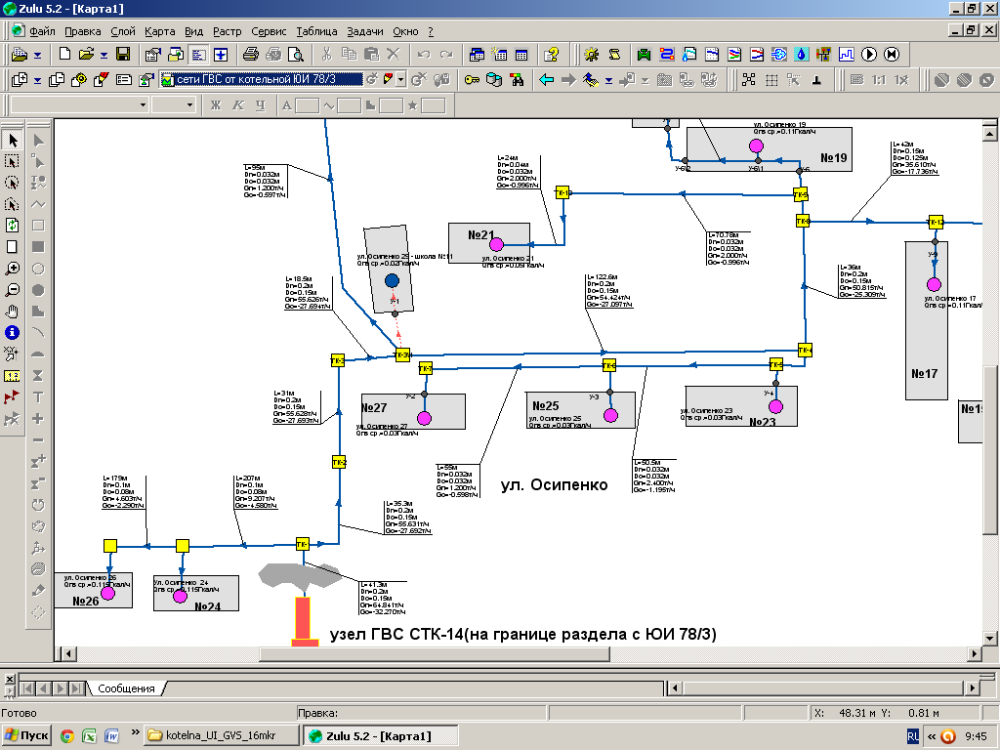 Zulu 5.2 - [Карта1]
Файл Правка Слой Карта Вид Растр Сервис Таблица Задачи Окно ?
сети ГВС от котельной ЮИ 78/3
1:1
Ж К Ч
А
ул. Осипенко 19
Qгв ср.=0.11Гкал/ч
№19
У-6\2
У-6\1
У-6
L=42м
Dп=0.15м
Dо=0.125м
Gп=35.610т/ч
Gо=-17.736т/ч
L=24м
Dп=0.04м
Dо=0.032м
Gп=2.000т/ч
Gо=-0.996т/ч
L=95м
Dп=0.032м
Dо=0.032м
Gп=1.200т/ч
Gо=-0.597т/ч
ТК-10
ТК-9
ТК-8
ТК-12
№21
ул. Осипенко 21
Qгв ср.=0.05Гкал/ч
L=70.78м
Dп=0.032м
Dо=0.032м
Gп=2.000т/ч
Gо=-0.996т/ч
ул. Осипенко 29 - школа №11
Qгв ср.=0.02Гкал/ч
У-1
У-9
L=18.5м
Dп=0.2м
Dо=0.15м
Gп=55.626т/ч
Gо=-27.694т/ч
L=122.6м
Dп=0.2м
Dо=0.15м
Gп=54.424т/ч
Gо=-27.097т/ч
L=36м
Dп=0.2м
Dо=0.15м
Gп=50.815т/ч
Gо=-25.309т/ч
ул. Осипенко 17
Qгв ср.=0.11Гкал/ч
№17
ТК-3
ТК-3\1
ТК-4
ТК-7
ТК-6
ТК-5
L=31м
Dп=0.2м
Dо=0.15м
Gп=55.628т/ч
Gо=-27.693т/ч
У-2
№27
ул. Осипенко 27
Qгв ср.=0.03Гкал/ч
У-3
№25
ул. Осипенко 25
Qгв ср.=0.03Гкал/ч
У-4
ул. Осипенко 23
Qгв ср.=0.03Гкал/ч
№23
ТК-2
L=55м
Dп=0.032м
Dо=0.032м
Gп=1.200т/ч
Gо=-0.598т/ч
L=50.5м
Dп=0.032м
Dо=0.032м
Gп=2.400т/ч
Gо=-1.195т/ч
ул. Осипенко
L=179м
Dп=0.1м
Dо=0.08м
Gп=4.603т/ч
Gо=-2.290т/ч
L=207м
Dп=0.1м
Dо=0.08м
Gп=9.207т/ч
Gо=-4.580т/ч
L=35.3м
Dп=0.2м
Dо=0.15м
Gп=55.631т/ч
Gо=-27.692т/ч
ТК-
ул. Осипенко 26
Qгв ср.=0.115Гкал/ч
№26
ул. Осипенко 24
Qгв ср.=0.115Гкал/ч
№24
L=41.3м
Dп=0.2м
Dо=0.15м
Gп=64.841т/ч
Gо=-32.270т/ч
узел ГВС СТК-14(на границе раздела с ЮИ 78/3)
Сообщения
Готово
Правка:
X: 48.31 м Y: 0.81 м
Пуск
kotelna_UI_GVS_16mkr
Zulu 5.2 - [Карта1]
RU
9:45